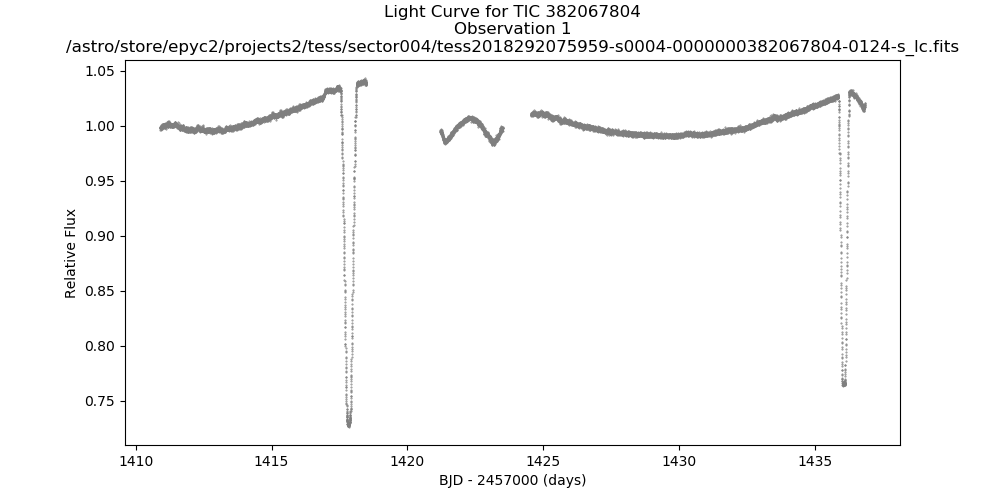 Light Curve for TIC 382067804
Observation 1
/astro/store/epyc2/projects2/tess/sector004/tess2018292075959-s0004-0000000382067804-0124-s_lc.fits
1.05
1.00
0.95
0.90
0.85
0.80
0.75
Relative Flux
1410 1415 1420 1425 1430 1435
BJD - 2457000 (days)